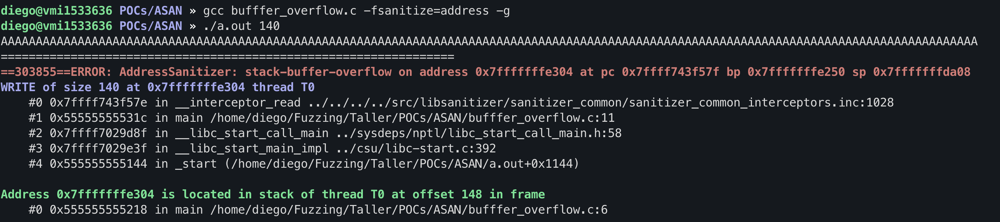 diego@vmi1533636 POCs/ASAN » gcc bufffer_overflow.c -fsanitize=address -g
diego@vmi1533636 POCs/ASAN » ./a.out 140
AAAAAAAAAAAAAAAAAAAAAAAAAAAAAAAAAAAAAAAAAAAAAAAAAAAAAAAAAAAAAAAAAAAAAAAAAAAAAAAAAAAAAAAAAAAAAAAAAAAAAAAAAAAAAAAAAAAAAAAAAAAAAAAAAAAAAAAAAAAA
=================================================================
==303855==ERROR: AddressSanitizer: stack-buffer-overflow on address 0x7fffffffe304 at pc 0x7ffff743f57f bp 0x7fffffffe250 sp 0x7fffffffda08
WRITE of size 140 at 0x7fffffffe304 thread T0
    #0 0x7ffff743f57e in __interceptor_read ../../../../src/libsanitizer/sanitizer_common/sanitizer_common_interceptors.inc:1028
    #1 0x55555555531c in main /home/diego/Fuzzing/Taller/POCs/ASAN/bufffer_overflow.c:11
    #2 0x7ffff7029d8f in __libc_start_call_main ../sysdeps/nptl/libc_start_call_main.h:58
    #3 0x7ffff7029e3f in __libc_start_main_impl ../csu/libc-start.c:392
    #4 0x555555555144 in _start (/home/diego/Fuzzing/Taller/POCs/ASAN/a.out+0x1144)

Address 0x7fffffffe304 is located in stack of thread T0 at offset 148 in frame
    #0 0x555555555218 in main /home/diego/Fuzzing/Taller/POCs/ASAN/bufffer_overflow.c:6